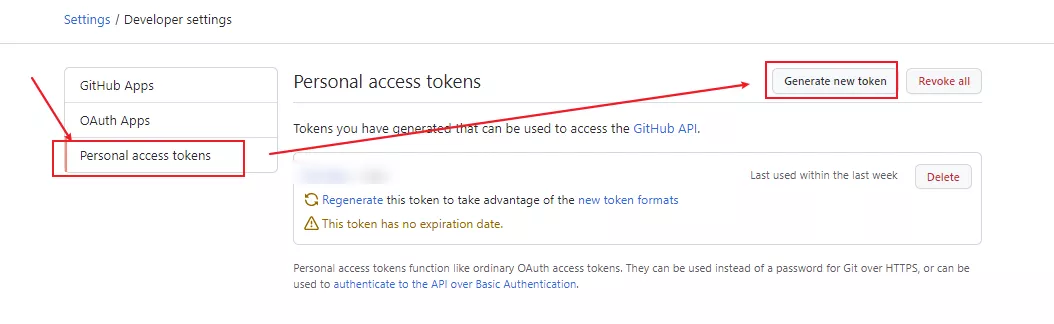 Settings / Developer settings
GitHub Apps
OAuth Apps
Personal access tokens
Personal access tokens
Generate new token
Revoke all
Tokens you have generated that can be used to access the GitHub API.
Last used within the last week
Delete
Regenerate this token to take advantage of the new token formats
This token has no expiration date.
Personal access tokens function like ordinary OAuth access tokens. They can be used instead of a password for Git over HTTPS, or can be
used to authenticate to the API over Basic Authentication.